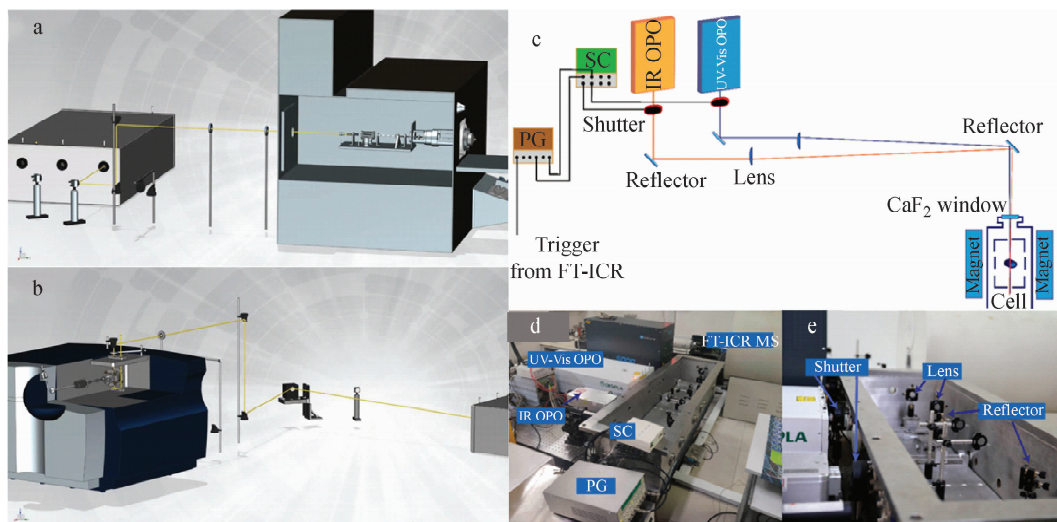 a
b
c
SC
IR OPO
UV-Vis OPO
Shutter
PG
Reflector
Lens
Reflector
CaF2 window
Magnet
Magnet
Cell
Trigger
from FT-ICR
d
UV-Vis OPO
FT-ICR MS
IR OPO
SC
PG
e
Shutter
Lens
Reflector
PLA